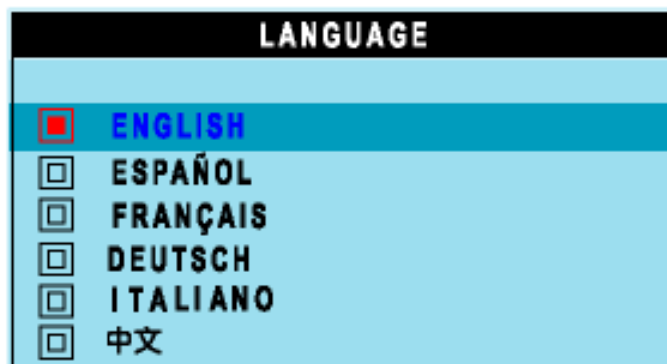 LANGUAGE
ENGLISH
ESPAÑOL
FRANÇAIS
DEUTSCH
ITALIANO
中文